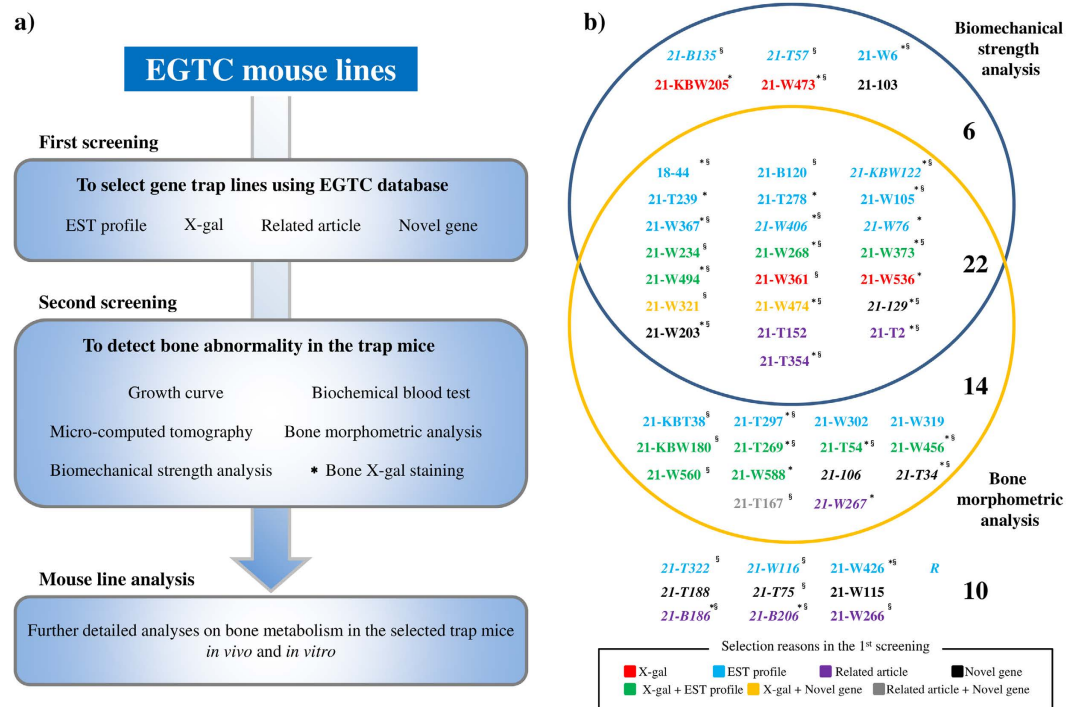 a)
EGTC mouse lines
First screening
To select gene trap lines using EGTC database
EST profile X-gal Related article Novel gene
Second screening
To detect bone abnormality in the trap mice
Growth curve Biochemical blood test
Micro-computed tomography Bone morphometric analysis
Biomechanical strength analysis * Bone X-gal staining
Mouse line analysis
Further detailed analyses on bone metabolism in the selected trap mice
in vivo and in vitro
b)
Biomechanical
strength
analysis
21-B135 § 21-T57 § 21-W6 *§
21-KBW205 * 21-W473 *§ 21-103
6
18-44 *§ 21-B120 § 21-KBW122 *§
21-T239 * 21-T278 * 21-W105 *§
21-W367 *§ 21-W406 *§ 21-W76 *
21-W234 § 21-W268 *§ 21-W373 *§
22
21-W494 *§ 21-W361 § 21-W536 *
21-W321 § 21-W474 *§ 21-129 *§
21-W203 *§ 21-T152 21-T2 *§
21-T354 *§
14
21-KBT38 § 21-T297 *§ 21-W302 21-W319
21-KBW180 § 21-T269 *§ 21-T54 *§ 21-W456 *§
21-W560 § 21-W588 * 21-106 21-T34 *§
21-T167 § 21-W267 *
Bone
morphometric
analysis
21-T322 § 21-W116 § 21-W426 *§ R
21-T188 21-T75 § 21-W115
10
21-B186 *§ 21-B206 *§ 21-W266 §
Selection reasons in the 1st screening
X-gal EST profile Related article Novel gene
X-gal + EST profile X-gal + Novel gene Related article + Novel gene